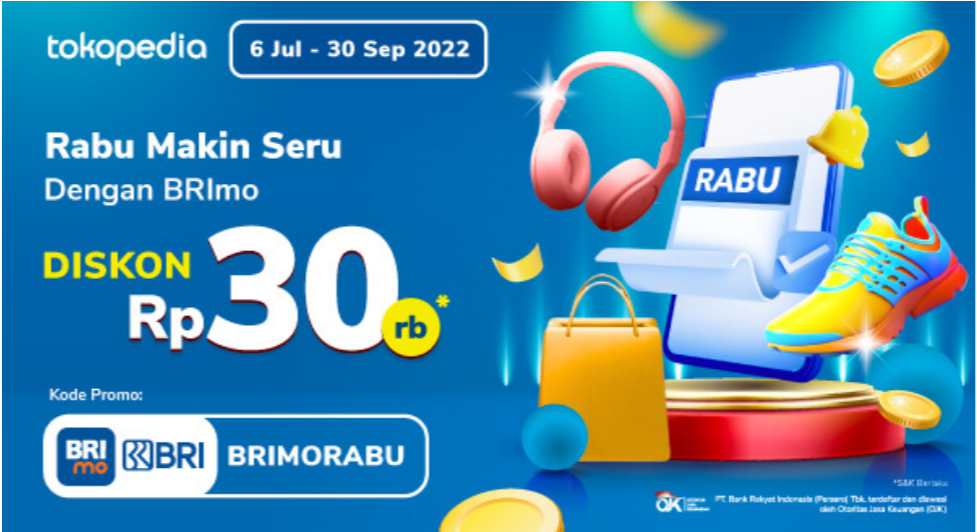 tokopedia
6 Jul - 30 Sep 2022
Rabu Makin Seru
Dengan BRImo
DISKON
Rp30rb*
Kode Promo:
BRI mo BRI BRIMORABU
RABU
*S&K Berlaku
OJK
PT. Bank Rakyat Indonesia (Persero) Tbk. terdaftar dan diawasi
oleh Otoritas Jasa Keuangan (OJK)